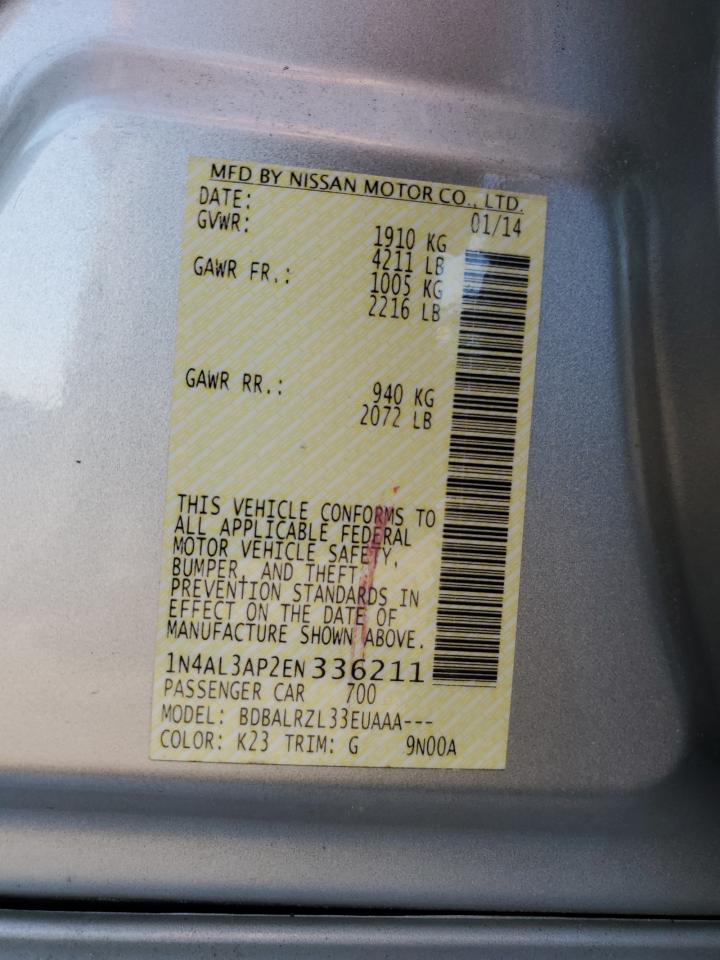 MFD BY NISSAN MOTOR CO., LTD.
DATE: 01/14
GVWR: 1910 KG
4211 LB
GAWR FR.: 1005 KG
2216 LB
GAWR RR.: 940 KG
2072 LB
THIS VEHICLE CONFORMS TO
ALL APPLICABLE FEDERAL
MOTOR VEHICLE SAFETY,
BUMPER, AND THEFT
PREVENTION STANDARDS IN
EFFECT ON THE DATE OF
MANUFACTURE SHOWN ABOVE.
1N4AL3AP2EN336211
PASSENGER CAR 700
MODEL: BDBALRZL33EUAAA---
COLOR: K23 TRIM: G 9N00A